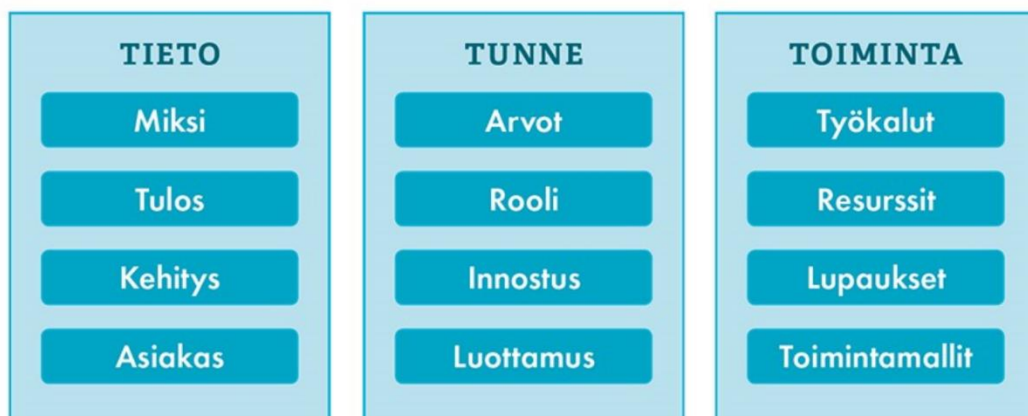 TIETO
Miksi
Tulos
Kehitys
Asiakas
TUNNE
Arvot
Rooli
Innostus
Luottamus
TOIMINTA
Työkalut
Resurssit
Lupaukset
Toimintamallit